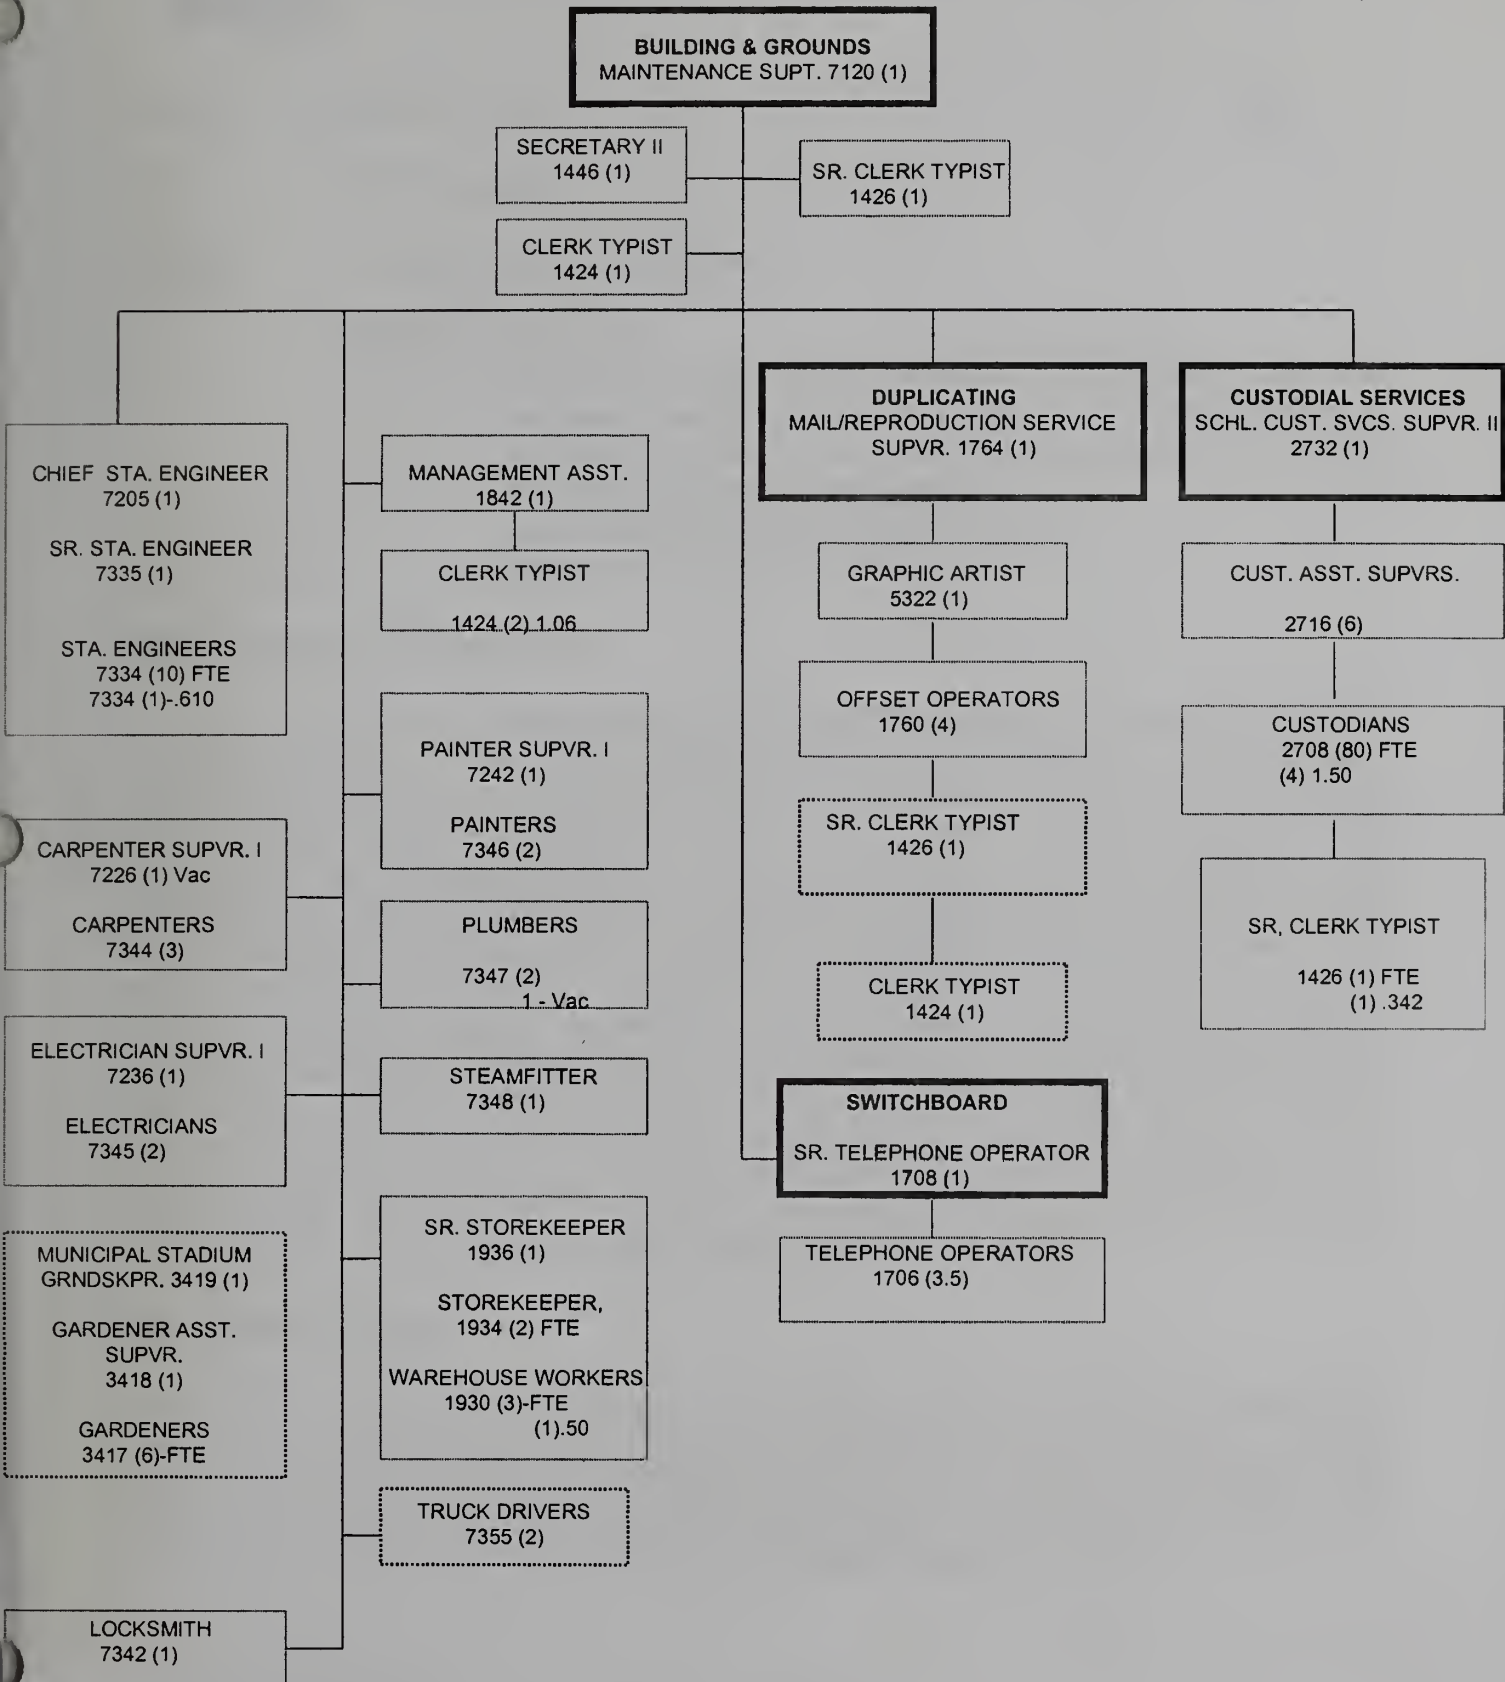 BUILDING & GROUNDS
MAINTENANCE SUPT. 7120 (1)
SECRETARY II
1446 (1)
SR. CLERK TYPIST
1426 (1)
CLERK TYPIST
1424 (1)
CHIEF STA. ENGINEER
7205 (1)
SR. STA. ENGINEER
7335 (1)
STA. ENGINEERS
7334 (10) FTE
7334 (1)-.610
CARPENTER SUPVR. I
7226 (1) Vac
CARPENTERS
7344 (3)
ELECTRICIAN SUPVR. I
7236 (1)
ELECTRICIANS
7345 (2)
MUNICIPAL STADIUM
GRNDSKPR. 3419 (1)
GARDENER ASST.
SUPVR.
3418 (1)
GARDENERS
3417 (6)-FTE
LOCKSMITH
7342 (1)
MANAGEMENT ASST.
1842 (1)
CLERK TYPIST
1424 (2) 1.06
PAINTER SUPVR. I
7242 (1)
PAINTERS
7346 (2)
PLUMBERS
7347 (2)
1 - Vac
STEAMFITTER
7348 (1)
SR. STOREKEEPER
1936 (1)
STOREKEEPER,
1934 (2) FTE
WAREHOUSE WORKERS
1930 (3)-FTE
(1).50
TRUCK DRIVERS
7355 (2)
DUPLICATING
MAIL/REPRODUCTION SERVICE
SUPVR. 1764 (1)
GRAPHIC ARTIST
5322 (1)
OFFSET OPERATORS
1760 (4)
SR. CLERK TYPIST
1426 (1)
CLERK TYPIST
1424 (1)
SWITCHBOARD
SR. TELEPHONE OPERATOR
1708 (1)
TELEPHONE OPERATORS
1706 (3.5)
CUSTODIAL SERVICES
SCHL. CUST. SVCS. SUPVR. II
2732 (1)
CUST. ASST. SUPVRS.
2716 (6)
CUSTODIANS
2708 (80) FTE
(4) 1.50
SR, CLERK TYPIST
1426 (1) FTE
(1) .342